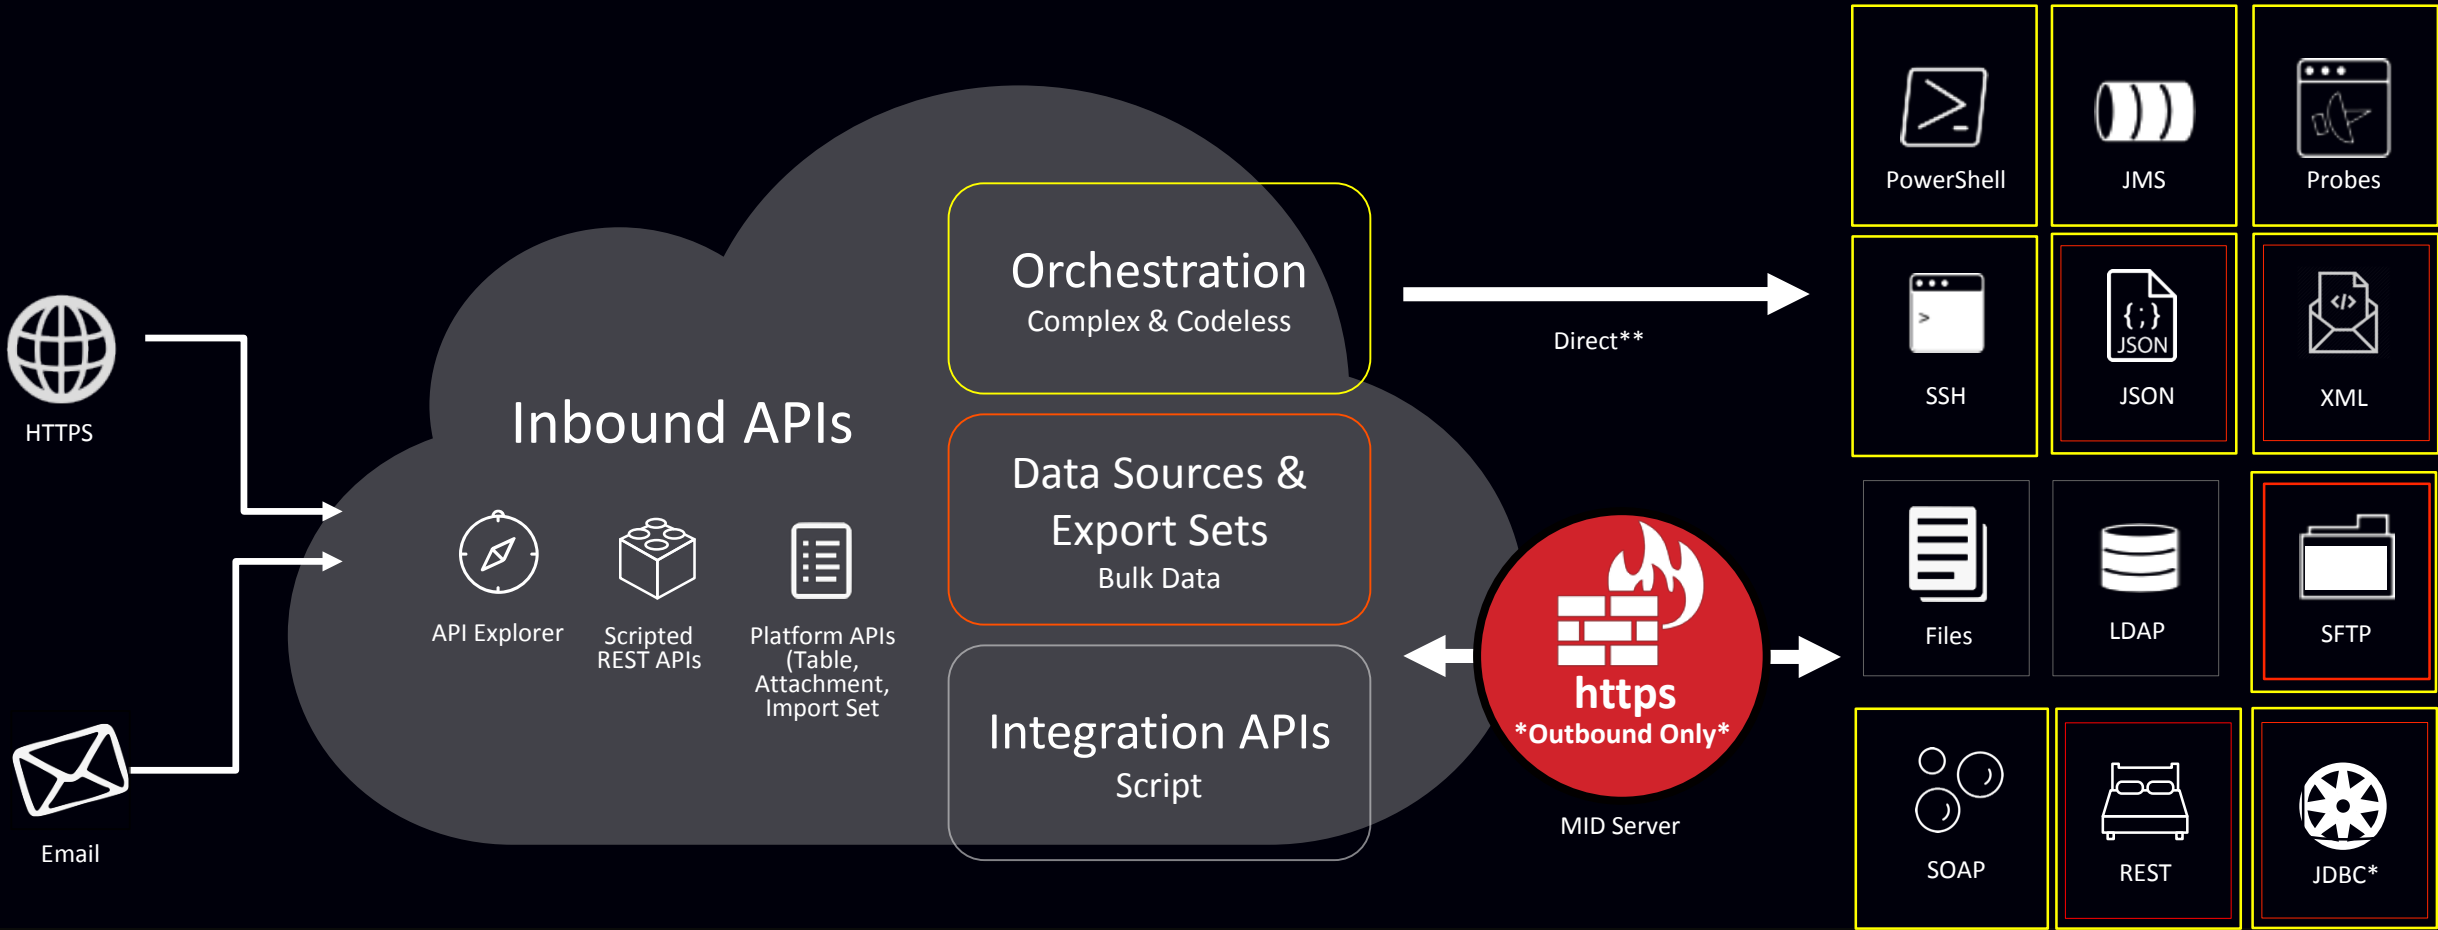 HTTPS
Email
Inbound APIs
API Explorer
Scripted
REST APIs
Platform APIs
(Table,
Attachment,
Import Set
Orchestration
Complex & Codeless
Data Sources &
Export Sets
Bulk Data
Integration APIs
Script
Direct**
https
*Outbound Only*
MID Server
PowerShell
JMS
Probes
SSH
{;}
JSON
JSON
</>
XML
Files
LDAP
SFTP
SOAP
REST
JDBC*